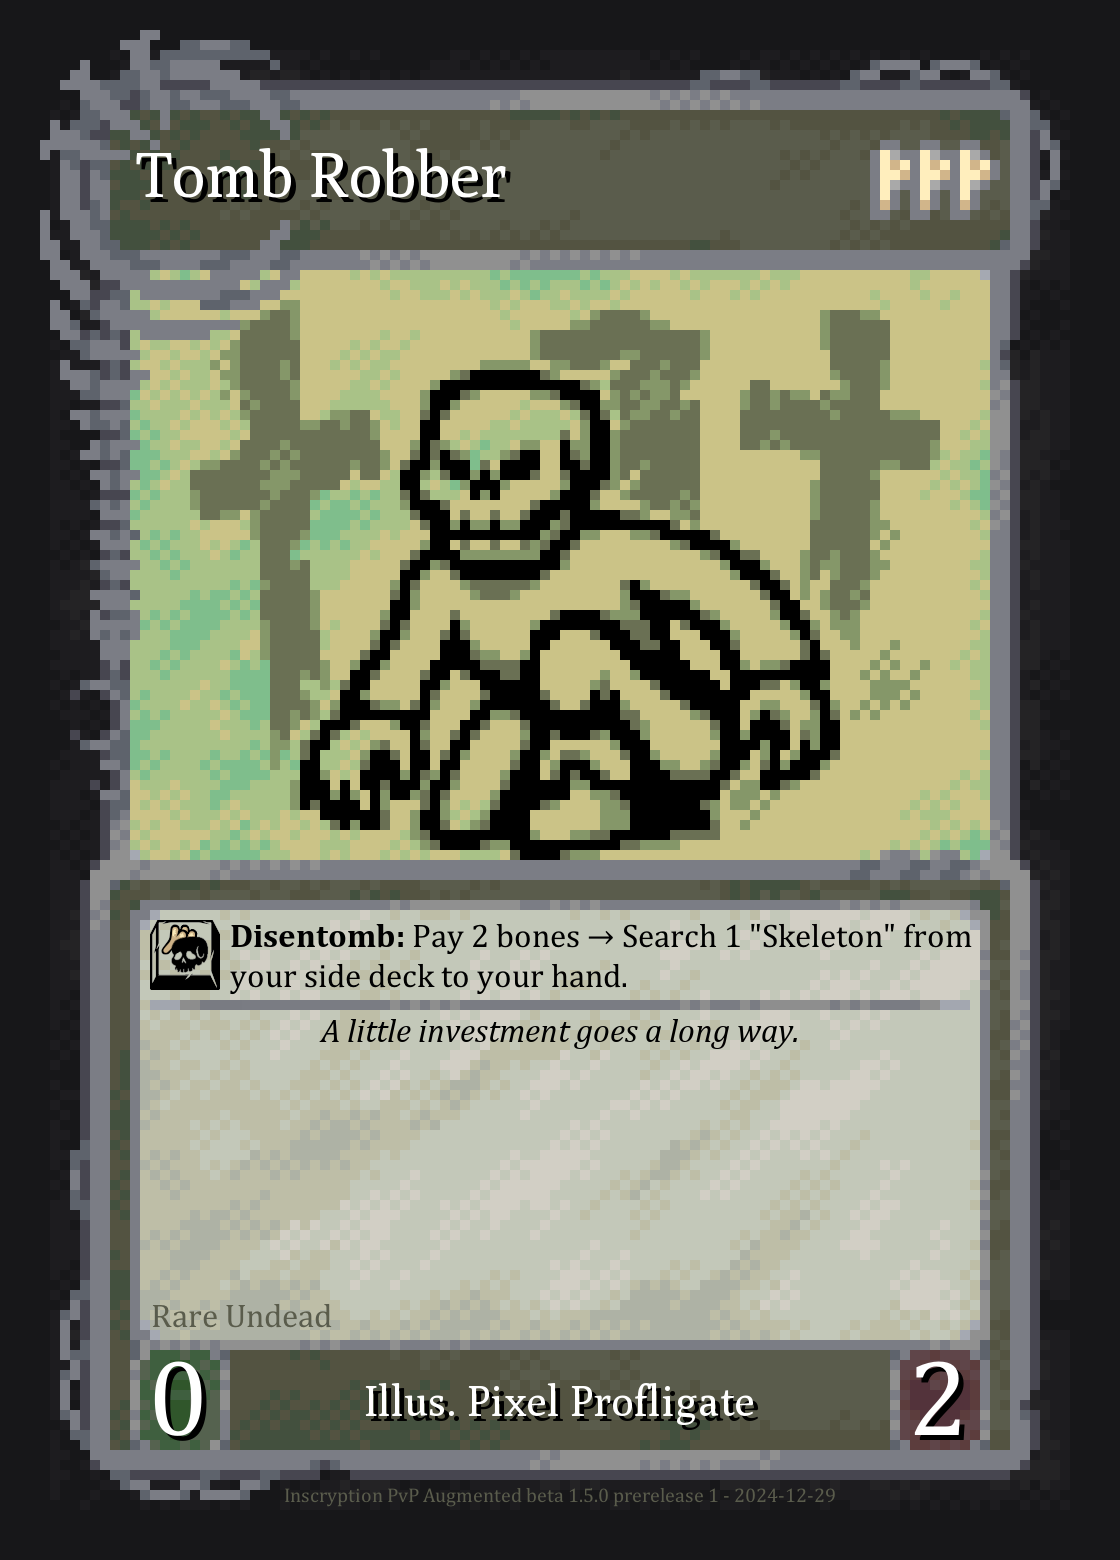 Tomb Robber
Disentomb: Pay 2 bones → Search 1 "Skeleton" from
your side deck to your hand.
A little investment goes a long way.
Rare Undead
0
Illus. Pixel Profligate
2
Inscryption PvP Augmented beta 1.5.0 prerelease 1 - 2024-12-29